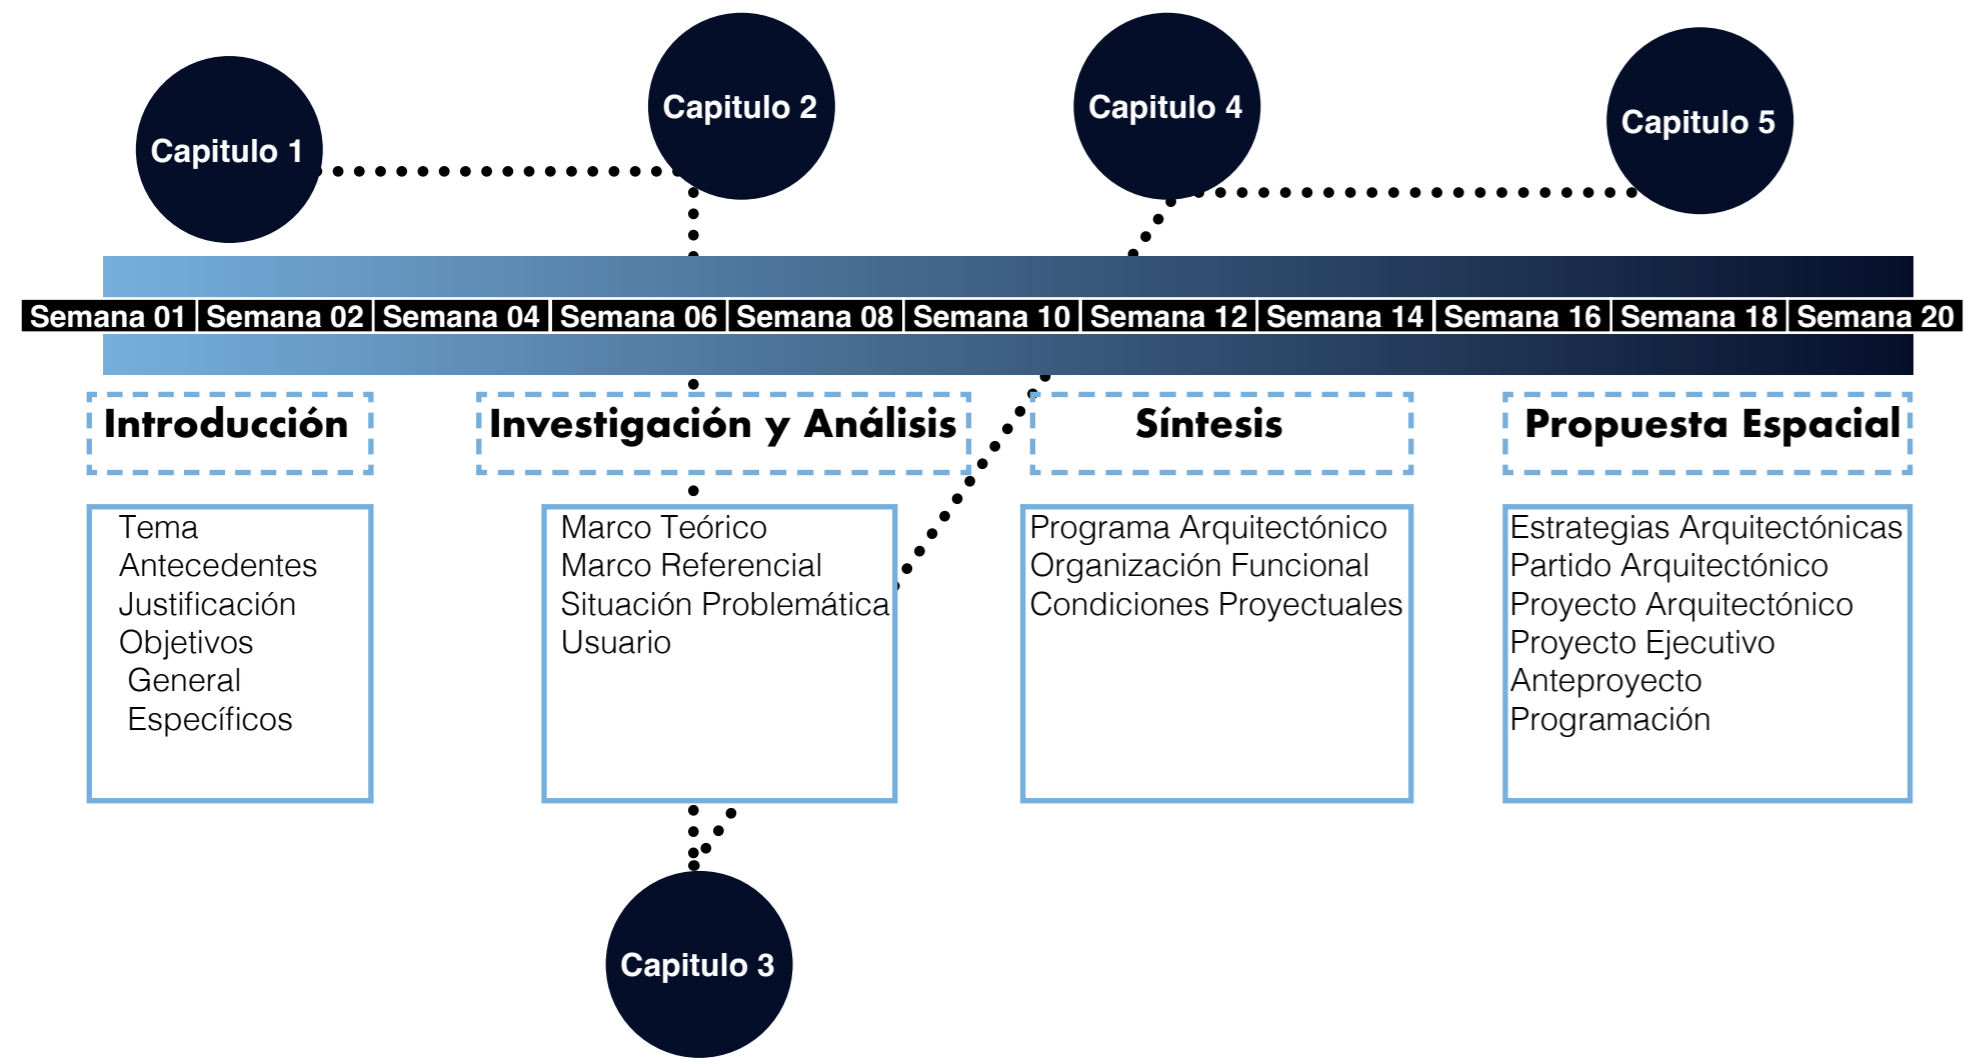 Capitulo 1
Capitulo 2
Capitulo 4
Capitulo 5
Semana 01 Semana 02 Semana 04 Semana 06 Semana 08 Semana 10 Semana 12 Semana 14 Semana 16 Semana 18 Semana 20
Introducción
Tema
Antecedentes
Justificación
Objetivos
General
Específicos
Investigación y Análisis
Marco Teórico
Marco Referencial
Situación Problemática
Usuario
Síntesis
Programa Arquitectónico
Organización Funcional
Condiciones Proyectuales
Propuesta Espacial
Estrategias Arquitectónicas
Partido Arquitectónico
Proyecto Arquitectónico
Proyecto Ejecutivo
Anteproyecto
Programación
Capitulo 3